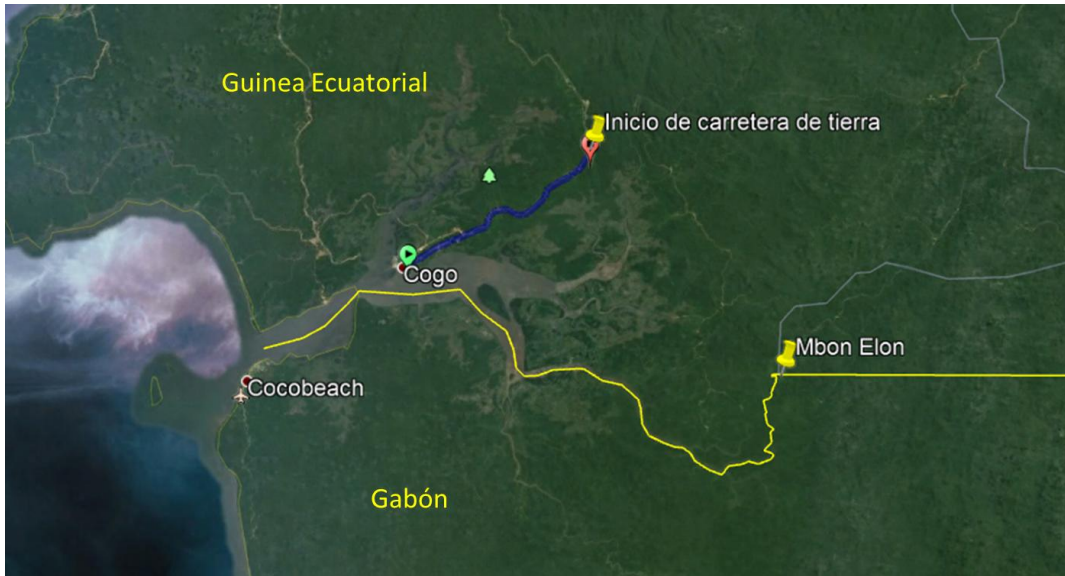 Guinea Ecuatorial
Inicio de carretera de tierra
Cogo
Mbon Elon
Cocobeach
Gabón